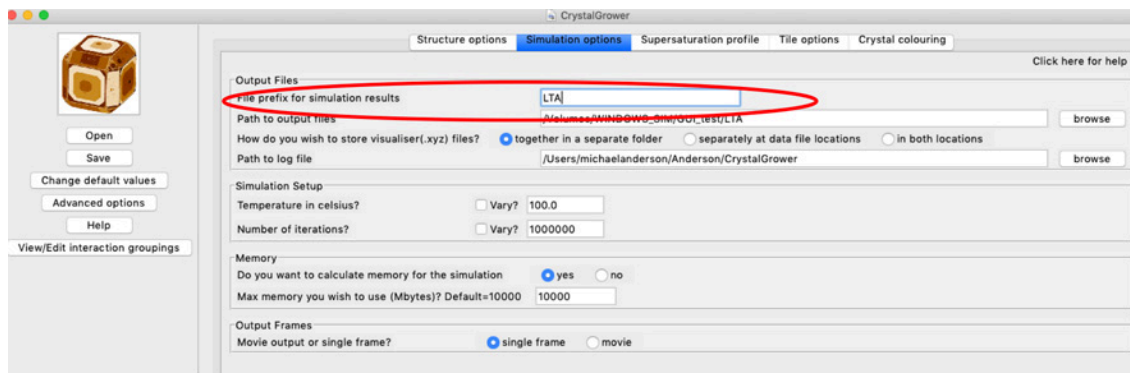 CrystalGrower
Structure options Simulation options Supersaturation profile Tile options Crystal colouring
Click here for help
Open
Save
Change default values
Advanced options
Help
View/Edit interaction groupings
Output Files
File prefix for simulation results LTA
Path to output files /Volumes/WINDOWS_SIM/GUI_test/LTA browse
How do you wish to store visualiser(.xyz) files? together in a separate folder separately at data file locations in both locations
Path to log file /Users/michaelanderson/Anderson/CrystalGrower browse
Simulation Setup
Temperature in celsius? Vary? 100.0
Number of iterations? Vary? 1000000
Memory
Do you want to calculate memory for the simulation yes no
Max memory you wish to use (Mbytes)? Default=10000 10000
Output Frames
Movie output or single frame? single frame movie